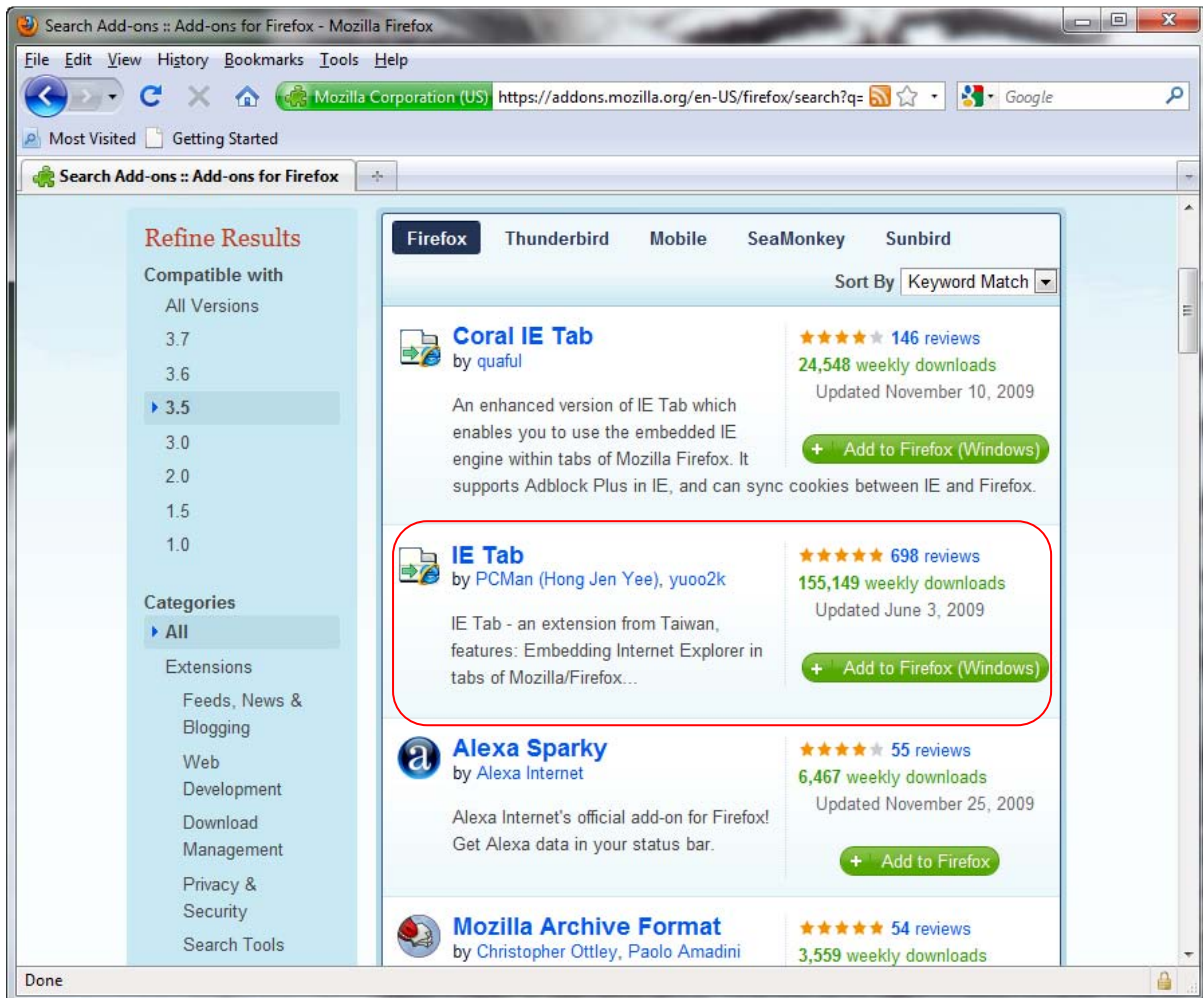 Search Add-ons :: Add-ons for Firefox - Mozilla Firefox
File Edit View History Bookmarks Tools Help
Mozilla Corporation (US) https://addons.mozilla.org/en-US/firefox/search?q= Google
Most Visited Getting Started
Search Add-ons :: Add-ons for Firefox
Refine Results
Compatible with
All Versions
3.7
3.6
3.5
3.0
2.0
1.5
1.0
Categories
All
Extensions
Feeds, News &
Blogging
Web
Development
Download
Management
Privacy &
Security
Search Tools
Firefox Thunderbird Mobile SeaMonkey Sunbird
Sort By Keyword Match
Coral IE Tab
by quaful
An enhanced version of IE Tab which
enables you to use the embedded IE
engine within tabs of Mozilla Firefox. It
supports Adblock Plus in IE, and can sync cookies between IE and Firefox.
146 reviews
24,548 weekly downloads
Updated November 10, 2009
+ Add to Firefox (Windows)
IE Tab
by PCMan (Hong Jen Yee), yuoo2k
IE Tab - an extension from Taiwan,
features: Embedding Internet Explorer in
tabs of Mozilla/Firefox...
698 reviews
155,149 weekly downloads
Updated June 3, 2009
+ Add to Firefox (Windows)
a
Alexa Sparky
by Alexa Internet
Alexa Internet's official add-on for Firefox!
Get Alexa data in your status bar.
55 reviews
6,467 weekly downloads
Updated November 25, 2009
+ Add to Firefox
Mozilla Archive Format
by Christopher Ottley, Paolo Amadini
54 reviews
3,559 weekly downloads
Done